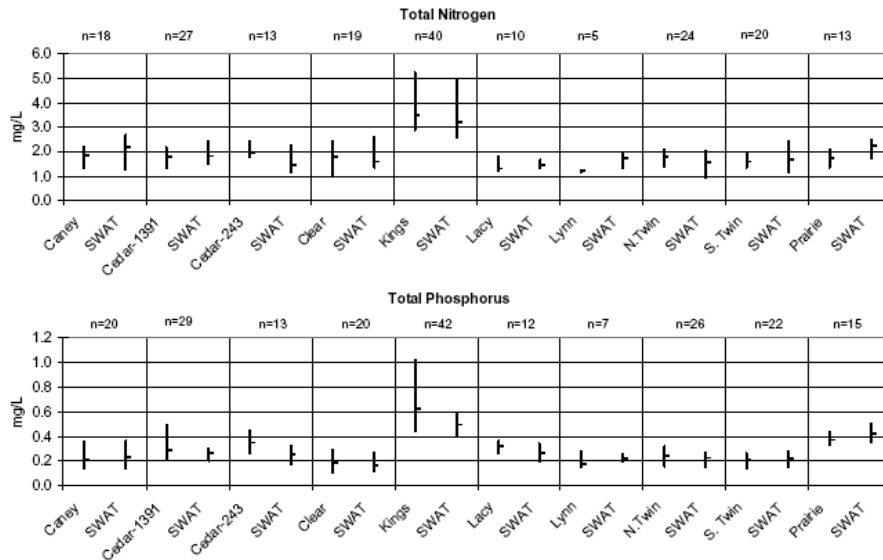 Total Nitrogen
n=18 n=27 n=13 n=19 n=40 n=10 n=5 n=24 n=20 n=13
6.0
5.0
4.0
3.0
2.0
1.0
0.0
mg/L
Caney SWAT Cedar-1391 SWAT Cedar-243 SWAT Clear SWAT Kings SWAT Lacy SWAT Lynn SWAT N.Twin SWAT S. Twin SWAT Prairie SWAT
Total Phosphorus
n=20 n=29 n=13 n=20 n=42 n=12 n=7 n=26 n=22 n=15
1.2
1.0
0.8
0.6
0.4
0.2
0.0
mg/L
Caney SWAT Cedar-1391 SWAT Cedar-243 SWAT Clear SWAT Kings SWAT Lacy SWAT Lynn SWAT N.Twin SWAT S. Twin SWAT Prairie SWAT